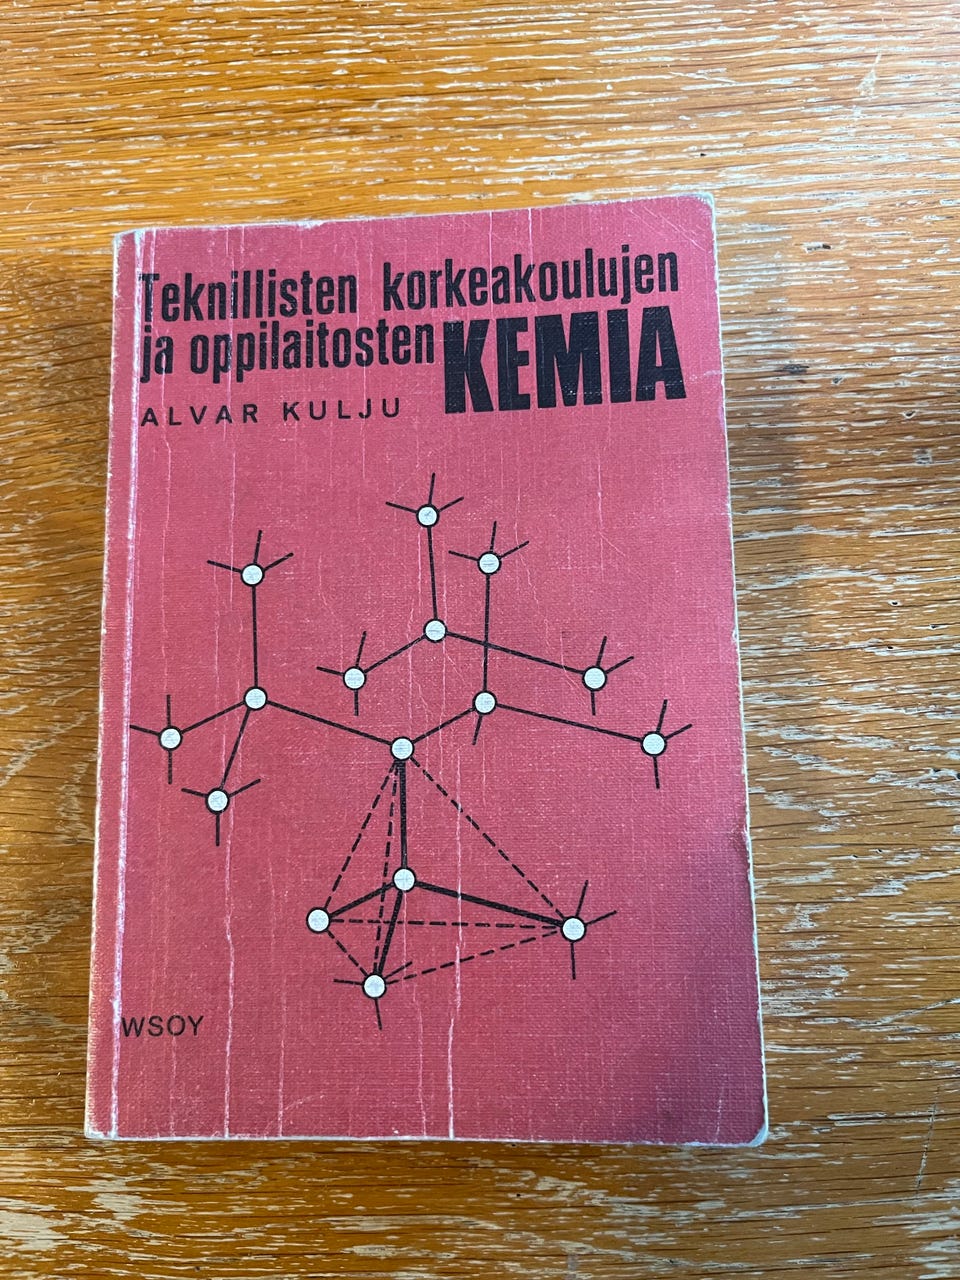 Teknillisten korkeakoulujen
ja oppilaitosten KEMIA
ALVAR KULJU
WSOY